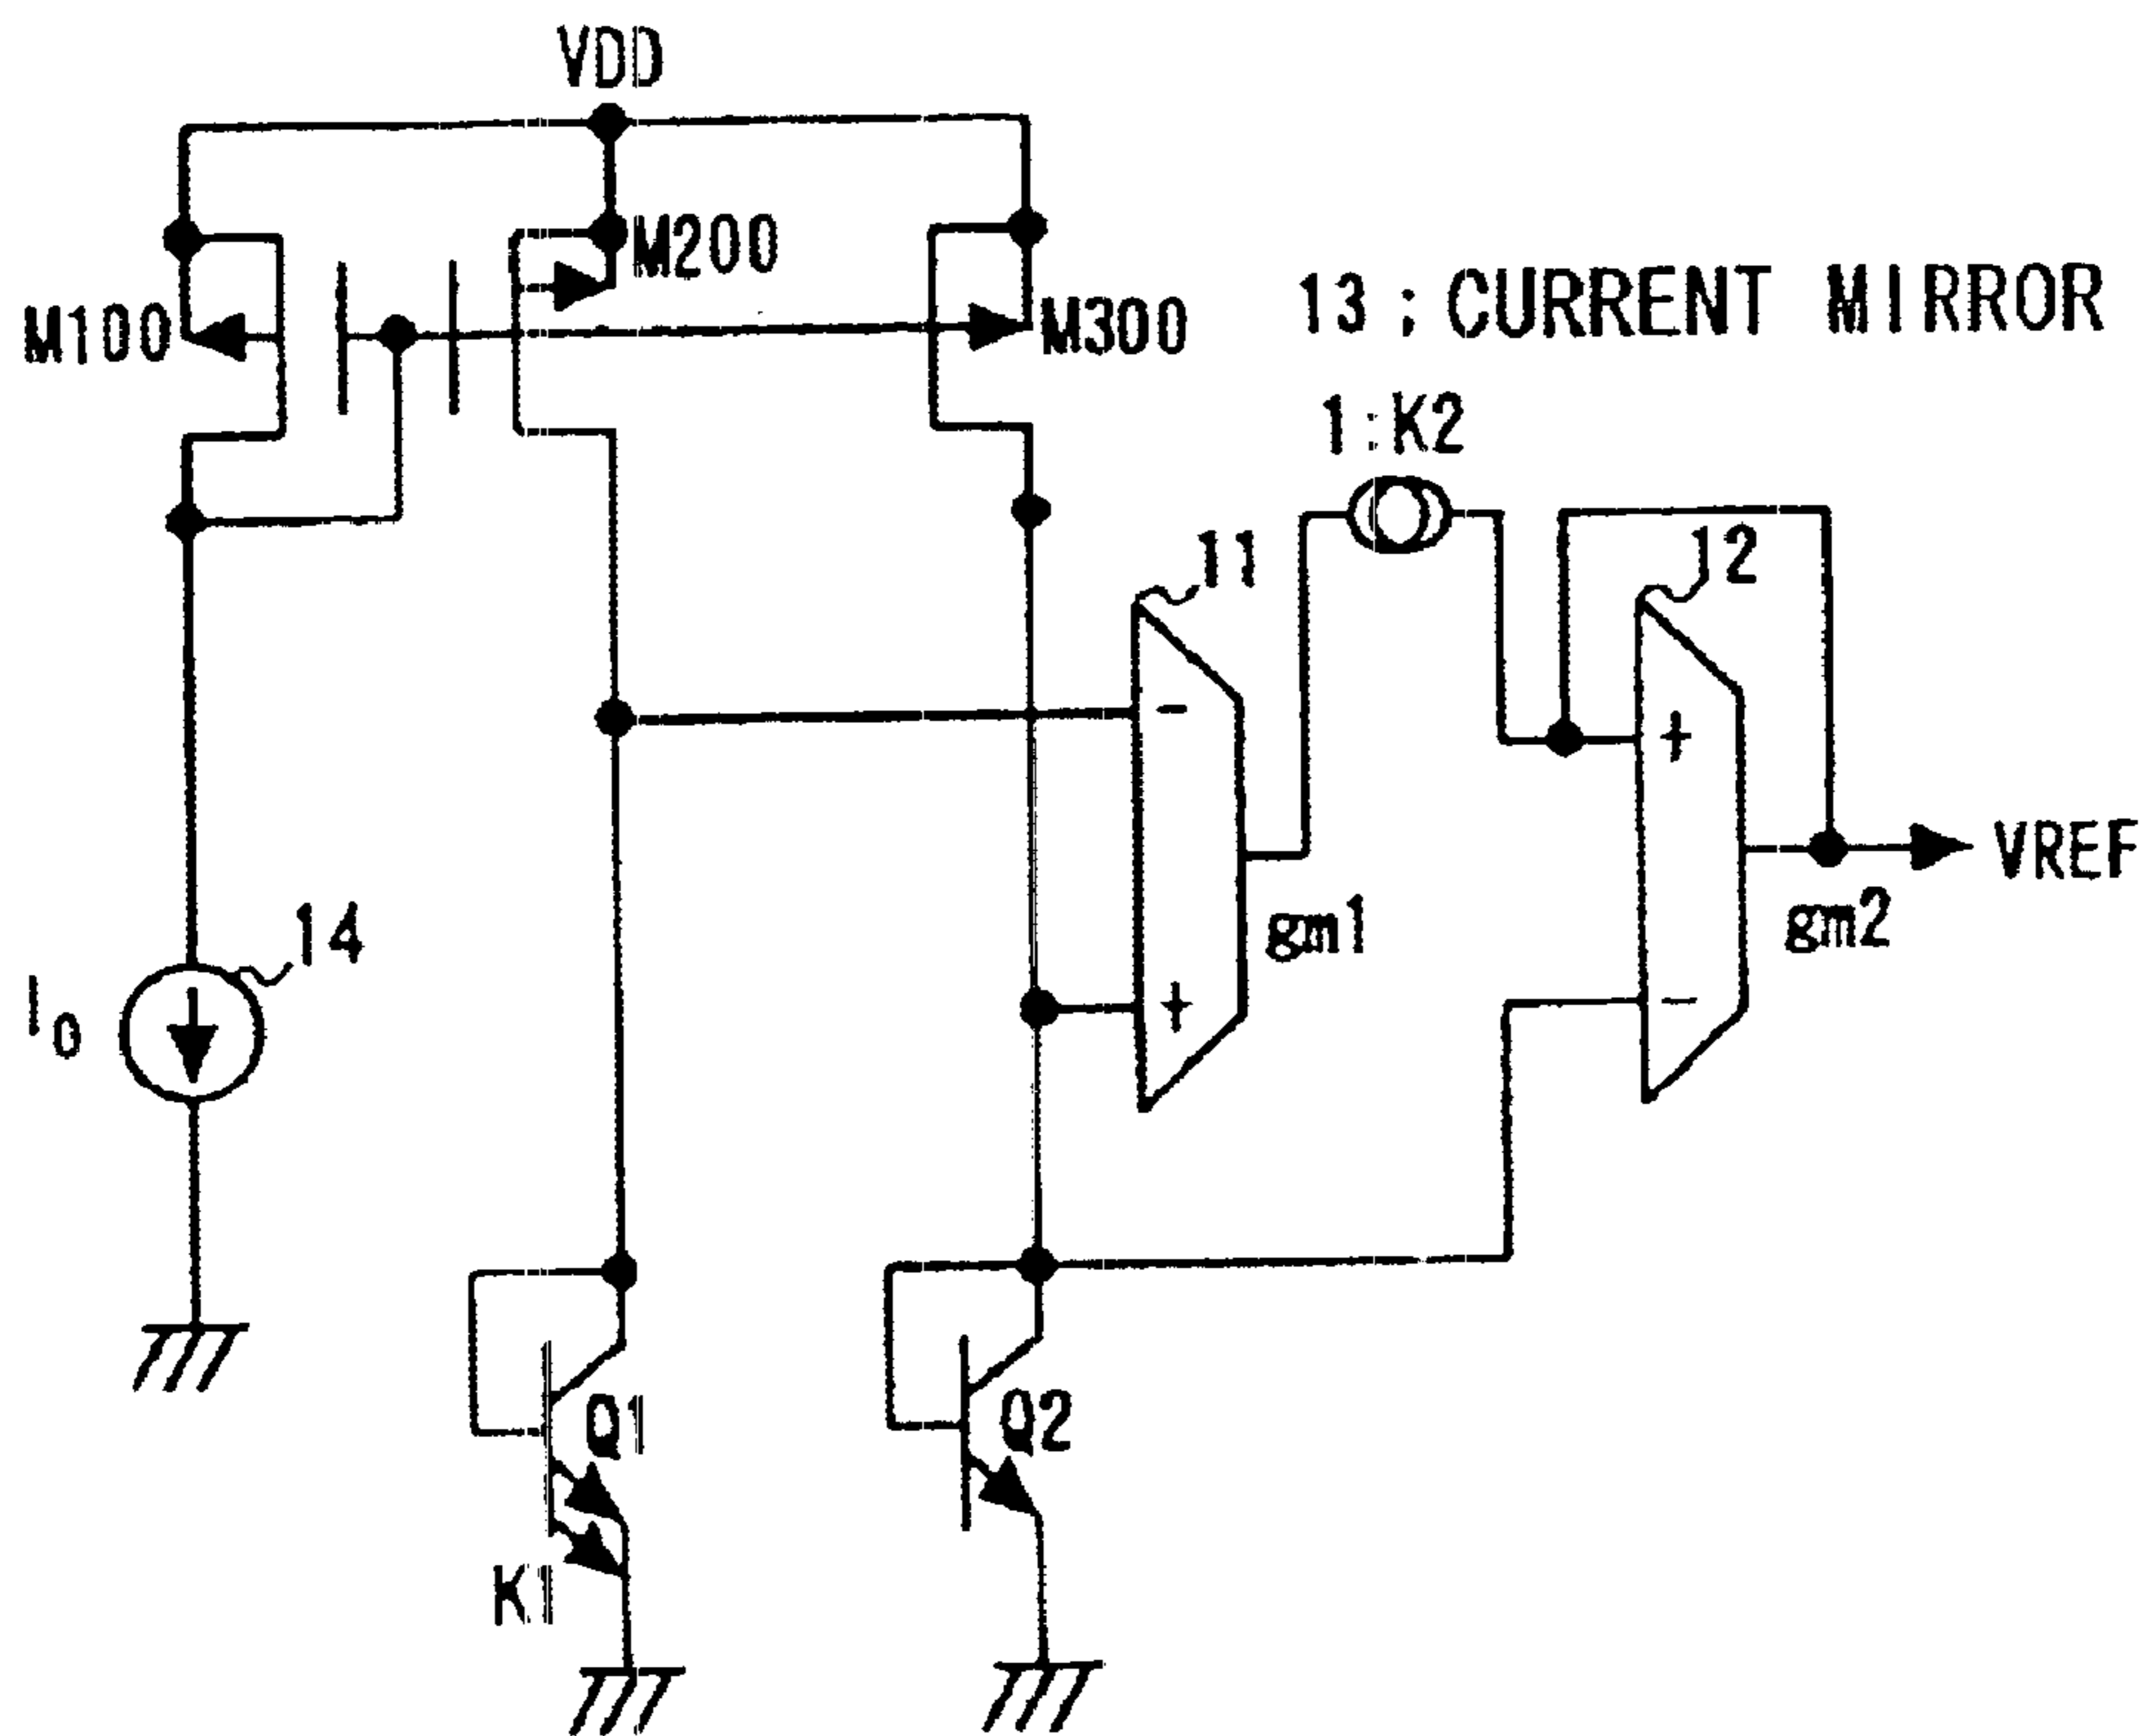 VDD
M200
M100
M300
13 ; CURRENT MIRROR
1:K2
11
12
VREF
-
+
gm1
gm2
14
I0
+
-
Q1
Q2
K1